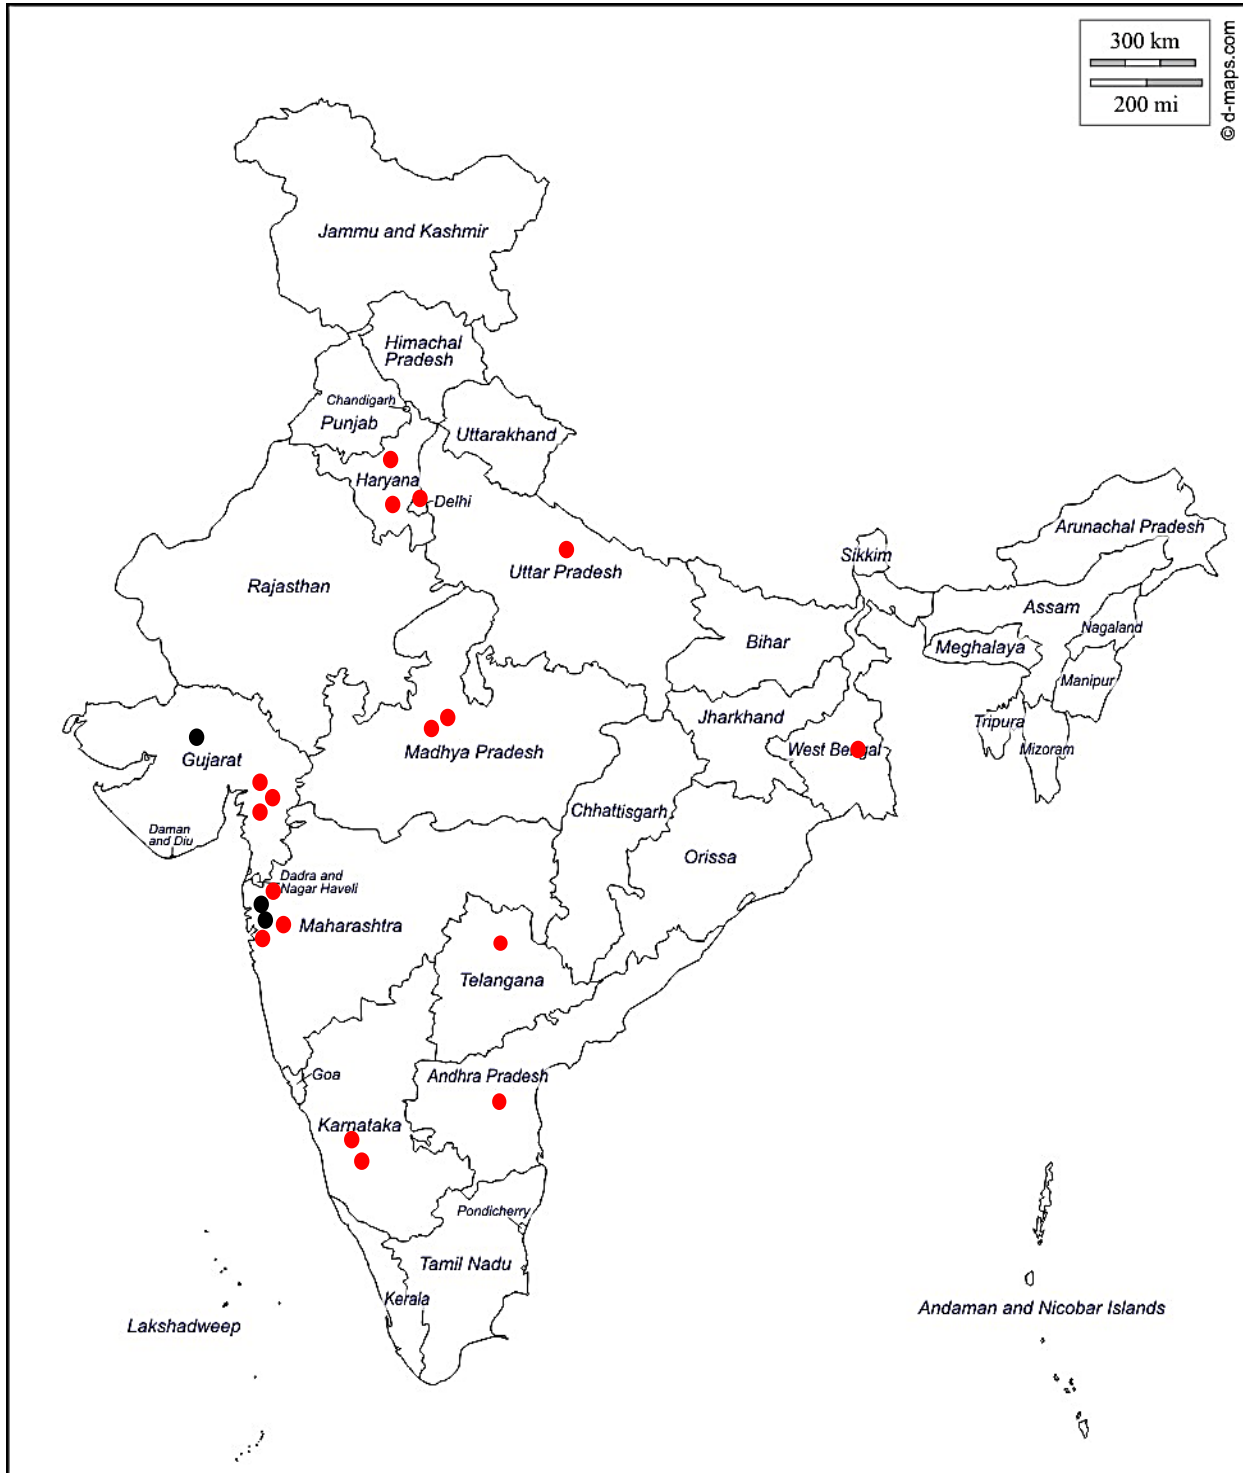 300 km
200 mi
© d-maps.com
Jammu and Kashmir
Himachal
Pradesh
Chandigarh
Punjab
Uttarakhand
Haryana
Delhi
Arunachal Pradesh
Sikkim
Uttar Pradesh
Rajasthan
Assam
Nagaland
Bihar
Meghalaya
Manipur
Jharkhand
Tripura
Mizoram
West Bengal
Madhya Pradesh
Gujarat
Chhattisgarh
Daman
and Diu
Orissa
Dadra and
Nagar Haveli
Maharashtra
Telangana
Goa
Andhra Pradesh
Karnataka
Pondicherry
Tamil Nadu
Kerala
Lakshadweep
Andaman and Nicobar Islands